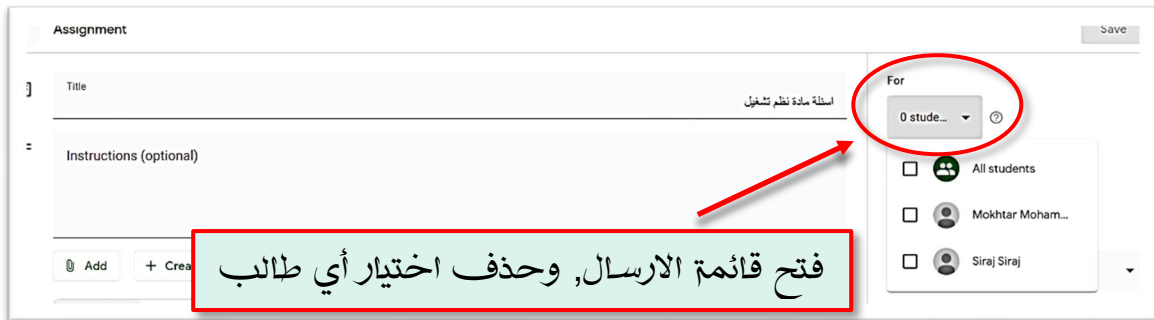 Assignment
Save
Title
اسئلة مادة نظم تشغيل
For
0 stude...
Instructions (optional)
All students
Mokhtar Moham...
Siraj Siraj
Add
+ Crea
فتح قائمة الارسال, وحذف اختيار أي طالب